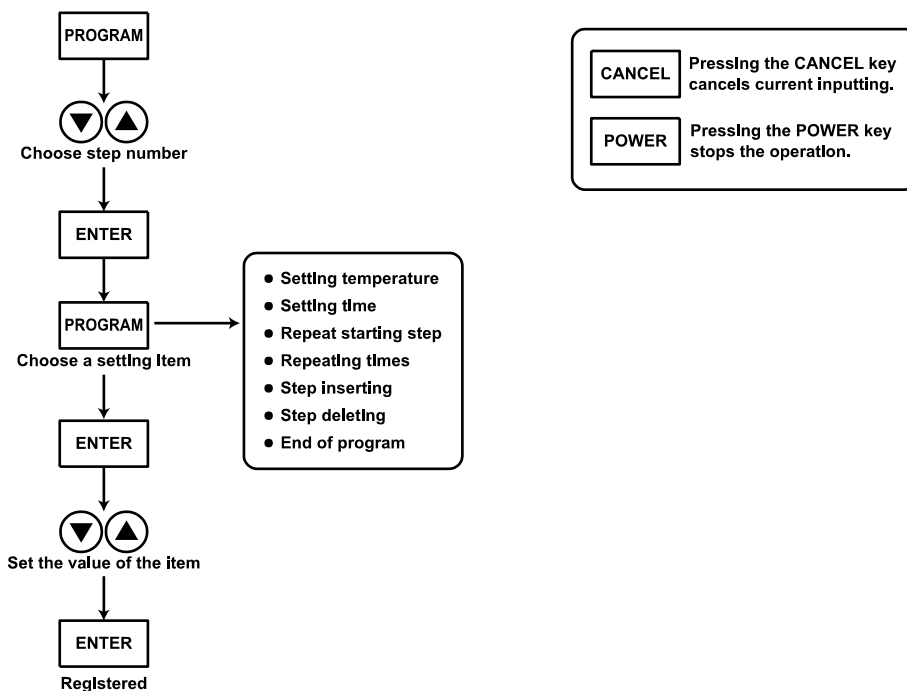 PROGRAM
Choose step number
ENTER
PROGRAM
Choose a setting item
ENTER
Set the value of the item
ENTER
Registered
● Setting temperature
● Setting time
● Repeat starting step
● Repeating times
● Step inserting
● Step deleting
● End of program
CANCEL
Pressing the CANCEL key
cancels current inputting.
POWER
Pressing the POWER key
stops the operation.